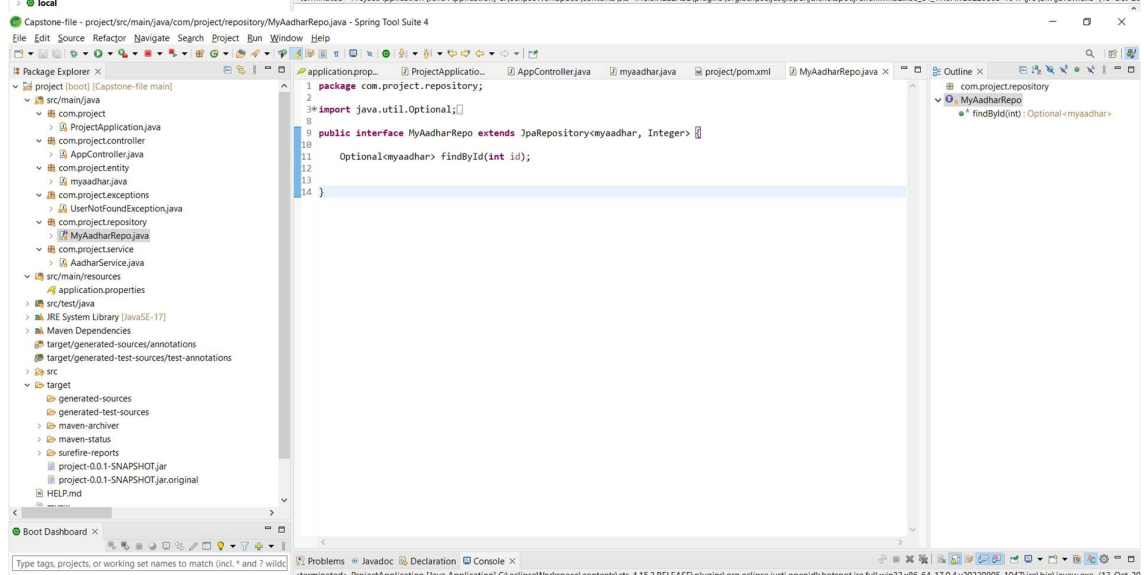 local
Capstone-file - project/src/main/java/com/project/repository/MyAadharRepo.java - Spring Tool Suite 4
File Edit Source Refactor Navigate Search Project Run Window Help
Package Explorer
project [boot] [Capstone-file main]
src/main/java
com.project
ProjectApplication.java
com.project.controller
AppController.java
com.project.entity
myaadhar.java
com.project.exceptions
UserNotFoundException.java
com.project.repository
MyAadharRepo.java
com.project.service
AadharService.java
src/main/resources
application.properties
src/test/java
JRE System Library [JavaSE-17]
Maven Dependencies
target/generated-sources/annotations
target/generated-test-sources/test-annotations
src
target
generated-sources
generated-test-sources
maven-archiver
maven-status
surefire-reports
project-0.0.1-SNAPSHOT.jar
project-0.0.1-SNAPSHOT.jar.original
HELP.md
Boot Dashboard
Type tags, projects, or working set names to match (incl. * and ? wildc
application.prop... ProjectApplicatio... AppController.java myaadhar.java project/pom.xml MyAadharRepo.java
1 package com.project.repository;
2
3 import java.util.Optional;
8
9 public interface MyAadharRepo extends JpaRepository<myaadhar, Integer> {
10
11 Optional<myaadhar> findById(int id);
12
13
14 }
Problems Javadoc Declaration Console
Outline
com.project.repository
MyAadharRepo
findById(int) : Optional<myaadhar>